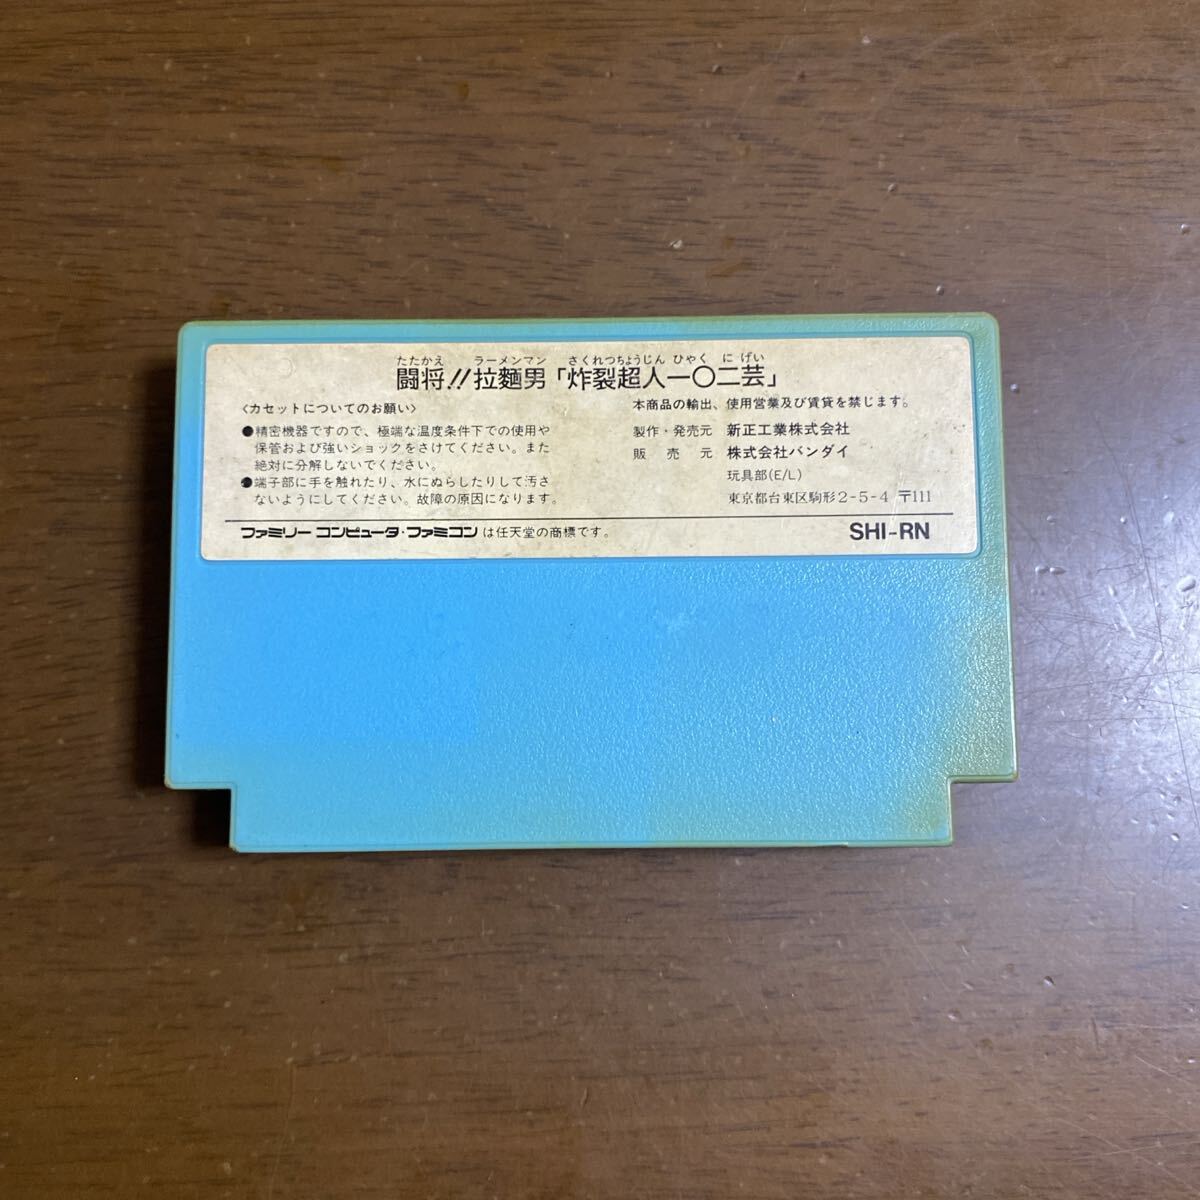 たたかえ ラーメンマン さくれつちょうじん ひゃく に げい
闘将!!拉麵男「炸裂超人一〇二芸」
〈カセットについてのお願い〉
●精密機器ですので、極端な温度条件下での使用や
保管および強いショックをさけてください。また
絶対に分解しないでください。
●端子部に手を触れたり、水にぬらしたりして汚さ
ないようにしてください。故障の原因になります。
本商品の輸出、使用営業及び賃貸を禁じます。
製作・発売元 新正工業株式会社
販売元 株式会社バンダイ
玩具部(E/L)
東京都台東区駒形2-5-4 〒111
ファミリー コンピュータ・ファミコン は任天堂の商標です。
SHI-RN